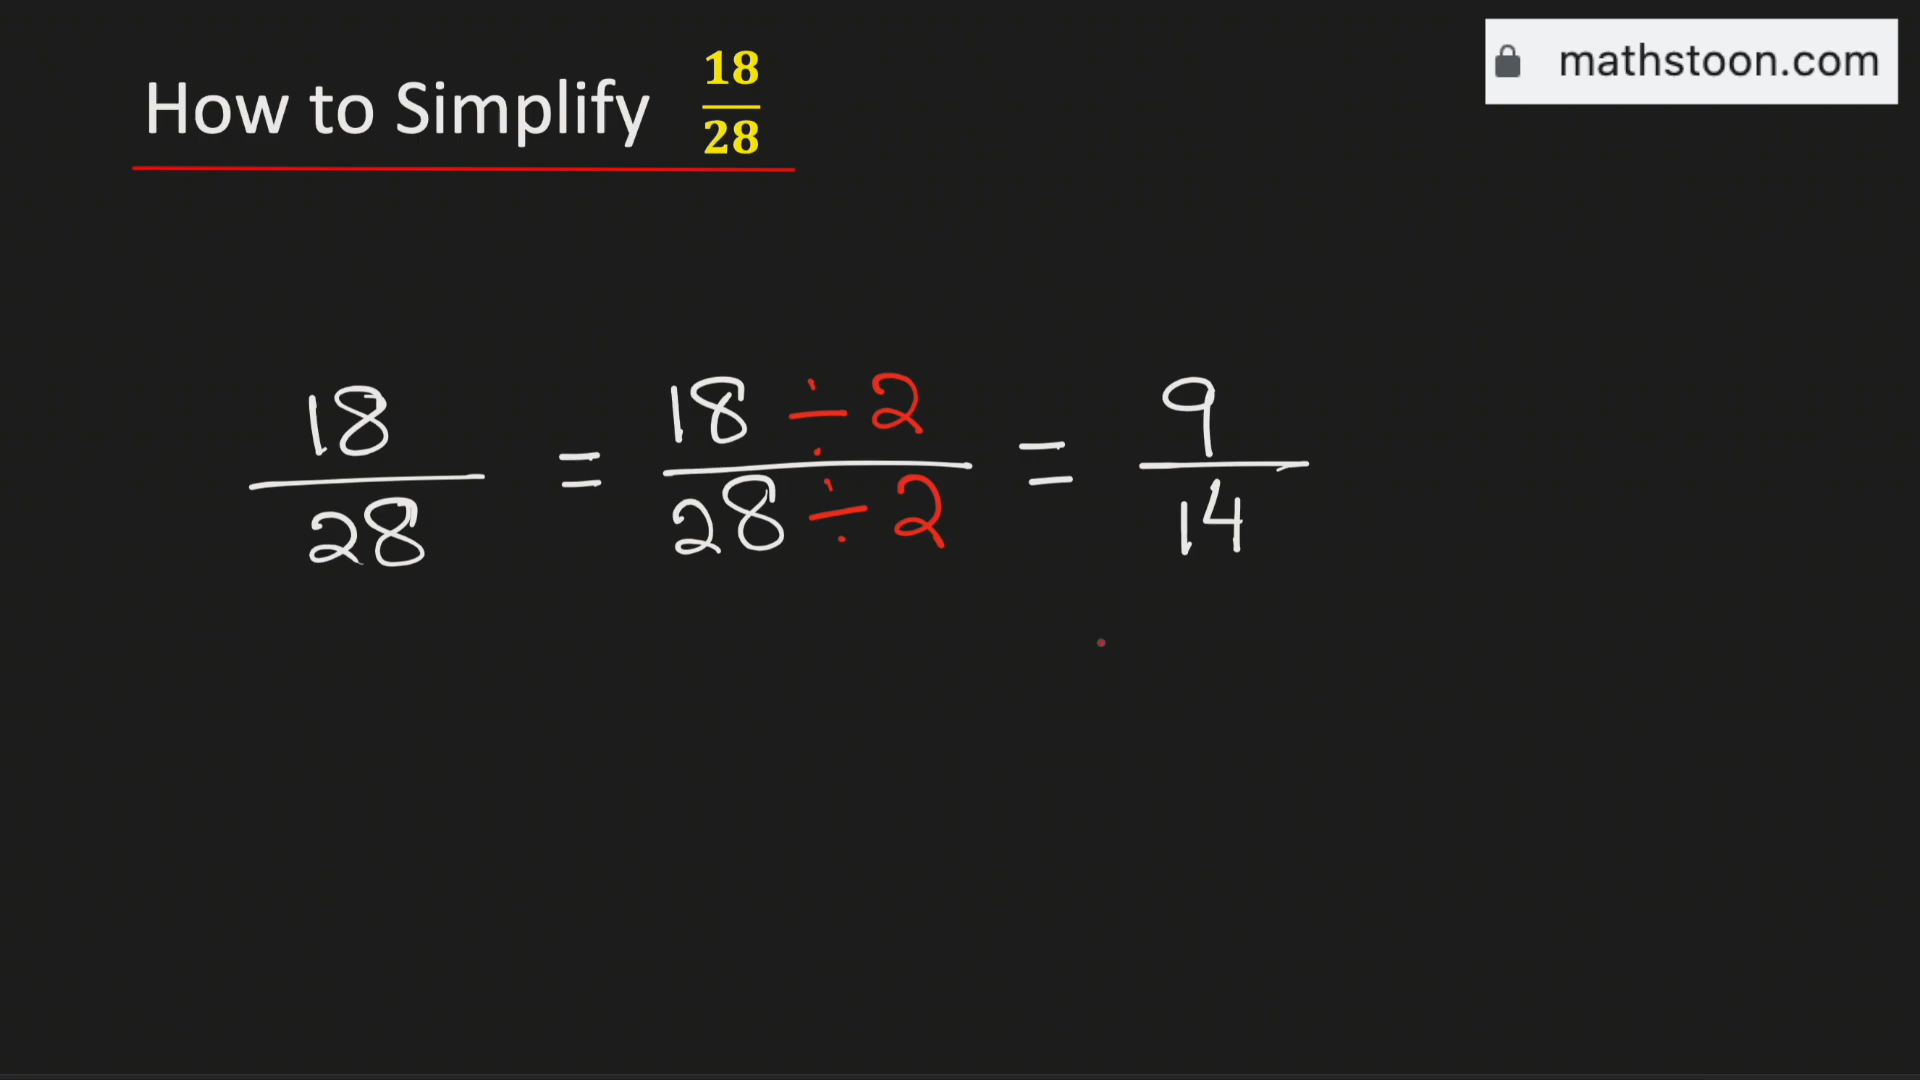 How to Simplify 18/28
mathstoon.com
18/28 = 18 ÷ 2/28 ÷ 2 = 9/14